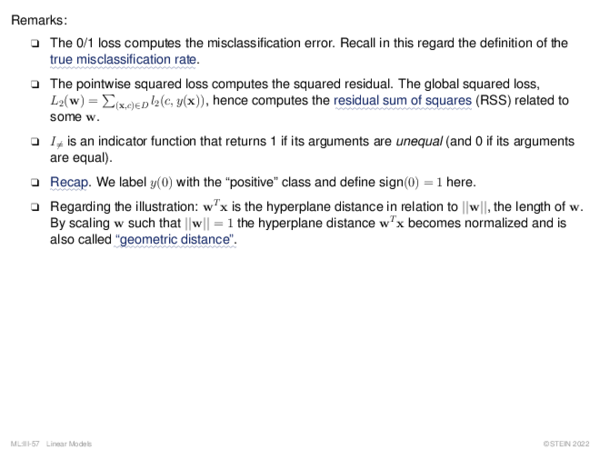 Remarks:
❑ The 0/1 loss computes the misclassification error. Recall in this regard the definition of the
true misclassification rate.
❑ The pointwise squared loss computes the squared residual. The global squared loss,
L₂(w) = ∑₍ₓ,c₎∈D l₂(c, y(x)), hence computes the residual sum of squares (RSS) related to
some w.
❑ I≠ is an indicator function that returns 1 if its arguments are unequal (and 0 if its arguments
are equal).
❑ Recap. We label y(0) with the “positive” class and define sign(0) = 1 here.
❑ Regarding the illustration: wᵀx is the hyperplane distance in relation to ||w||, the length of w.
By scaling w such that ||w|| = 1 the hyperplane distance wᵀx becomes normalized and is
also called “geometric distance”.
ML:III-57 Linear Models ©STEIN 2022